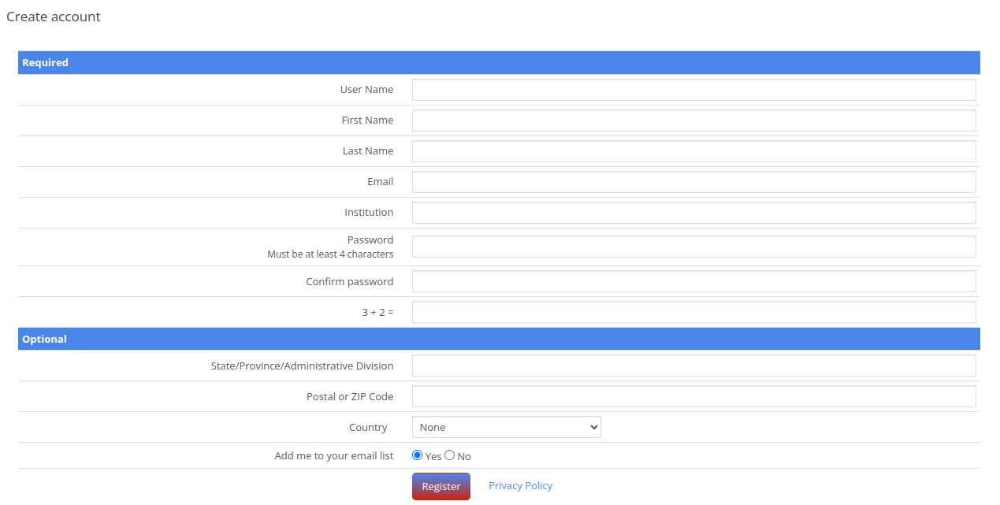 Create account
Required
User Name
First Name
Last Name
Email
Institution
Password
Must be at least 4 characters
Confirm password
3 + 2 =
Optional
State/Province/Administrative Division
Postal or ZIP Code
Country None
Add me to your email list Yes No
Register Privacy Policy